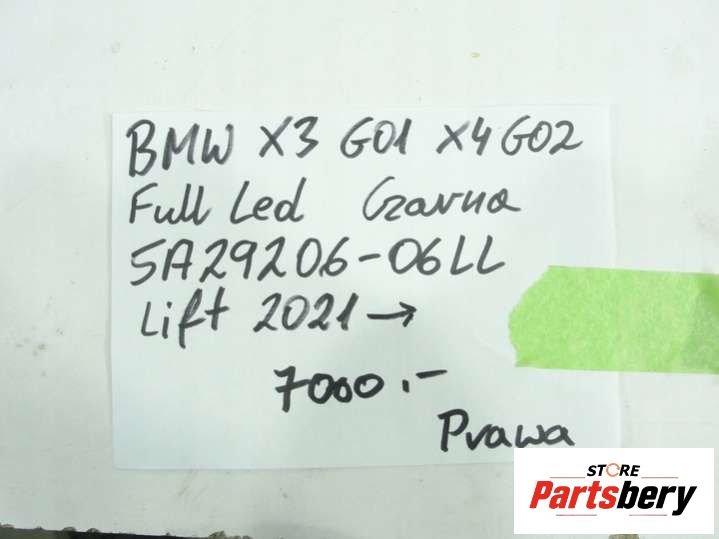 BMW X3 G01 X4 G02
Full Led Czarna
5A29206-06LL
Lift 2021→
7000.-
Prawa
STORE
Partsbery